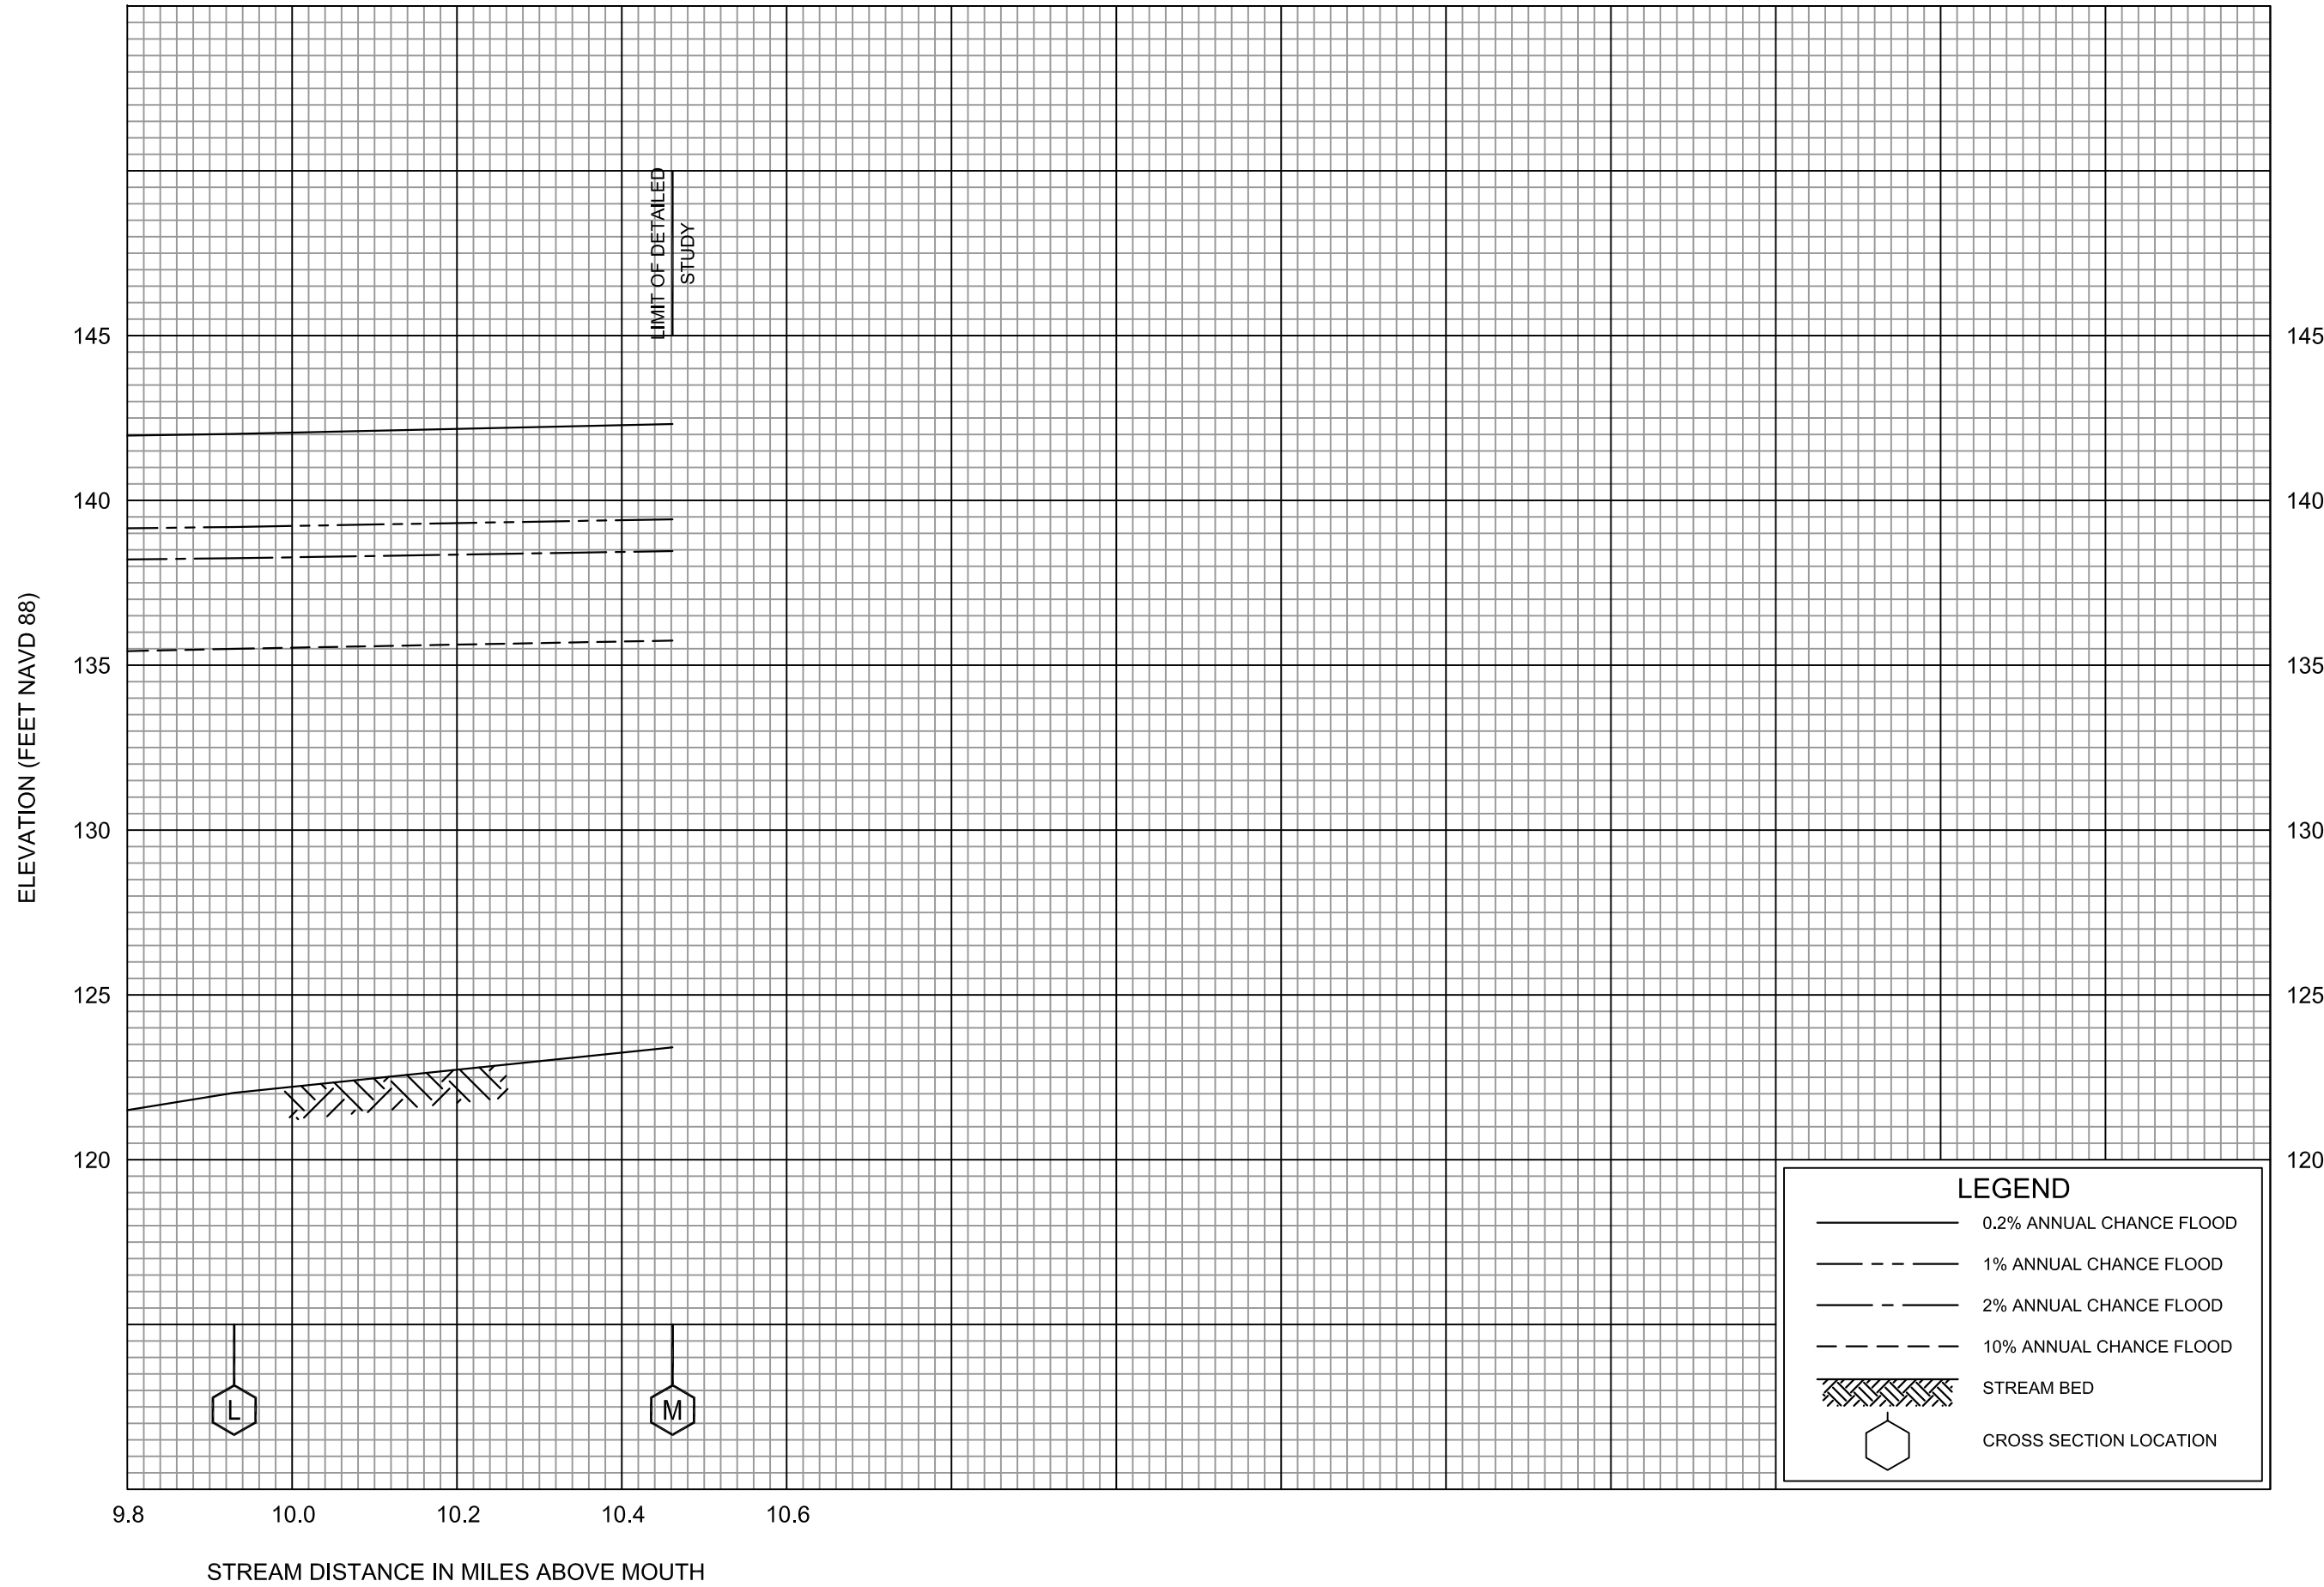 LIMIT OF DETAILED
STUDY
ELEVATION (FEET NAVD 88)
145
145
140
140
135
135
130
130
125
125
120
120
L
M
LEGEND
0.2% ANNUAL CHANCE FLOOD
1% ANNUAL CHANCE FLOOD
2% ANNUAL CHANCE FLOOD
10% ANNUAL CHANCE FLOOD
STREAM BED
CROSS SECTION LOCATION
9.8 10.0 10.2 10.4 10.6
STREAM DISTANCE IN MILES ABOVE MOUTH